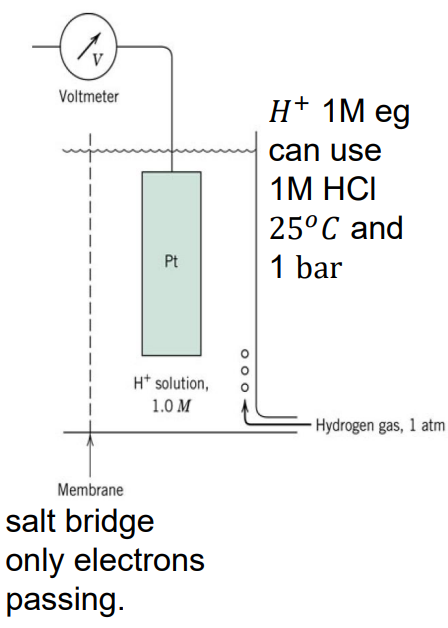 V
Voltmeter
𝐻⁺ 1M eg
can use
1M HCl
25°𝐶 and
1 bar
Pt
H⁺ solution,
1.0 M
Hydrogen gas, 1 atm
Membrane
salt bridge
only electrons
passing.